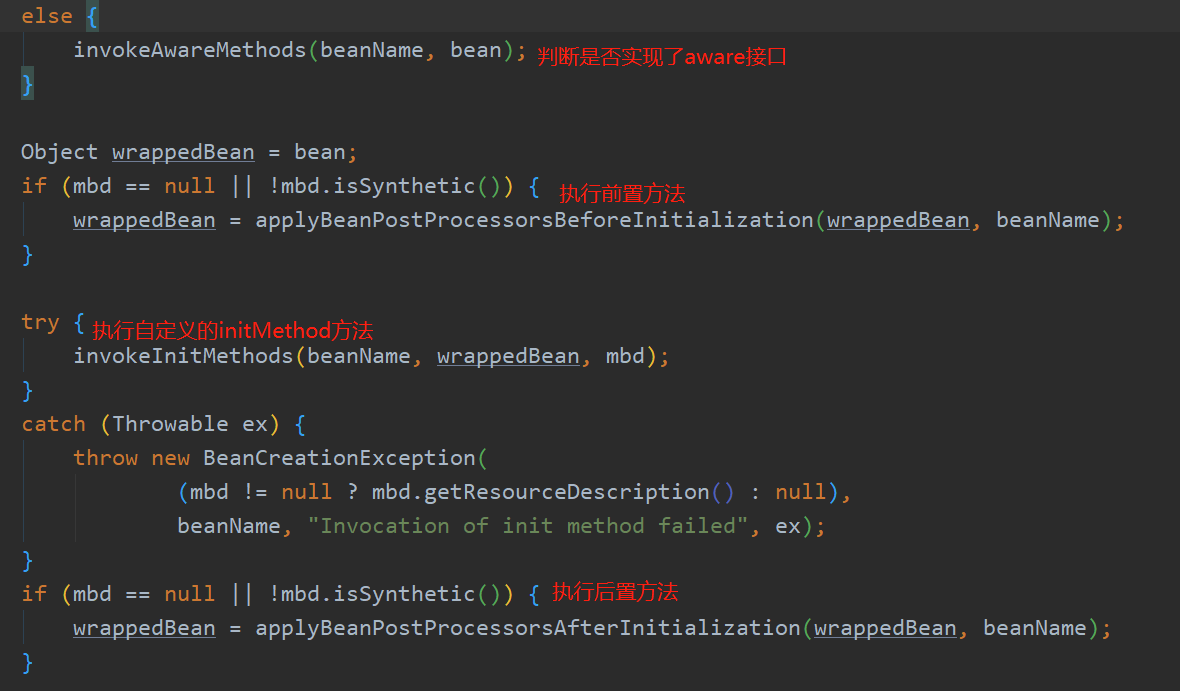 else {
invokeAwareMethods(beanName, bean); 判断是否实现了aware接口
}
Object wrappedBean = bean;
if (mbd == null || !mbd.isSynthetic()) { 执行前置方法
wrappedBean = applyBeanPostProcessorsBeforeInitialization(wrappedBean, beanName);
}
try { 执行自定义的initMethod方法
invokeInitMethods(beanName, wrappedBean, mbd);
}
catch (Throwable ex) {
throw new BeanCreationException(
(mbd != null ? mbd.getResourceDescription() : null),
beanName, "Invocation of init method failed", ex);
}
if (mbd == null || !mbd.isSynthetic()) { 执行后置方法
wrappedBean = applyBeanPostProcessorsAfterInitialization(wrappedBean, beanName);
}